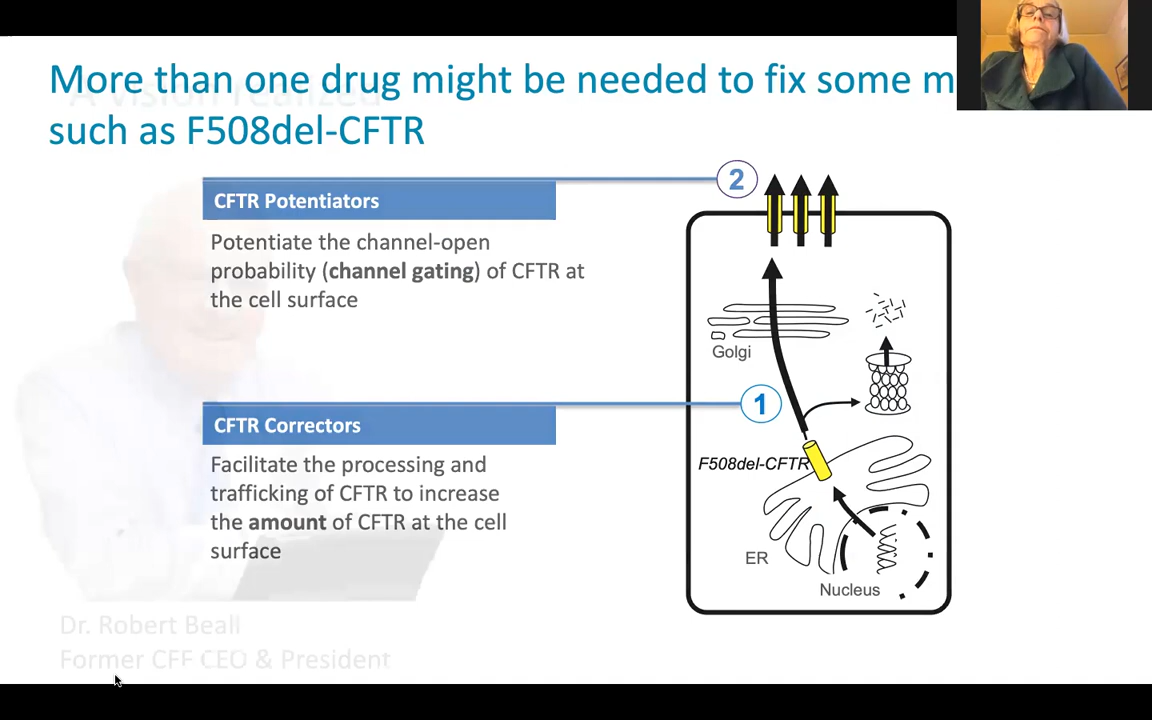 More than one drug might be needed to fix some m
such as F508del-CFTR
A vision realized
2
CFTR Potentiators
Potentiate the channel-open
probability (channel gating) of CFTR at
the cell surface
Golgi
1
CFTR Correctors
Facilitate the processing and
trafficking of CFTR to increase
the amount of CFTR at the cell
surface
F508del-CFTR
ER
Nucleus
Dr. Robert Beall
Former CFF CEO & President